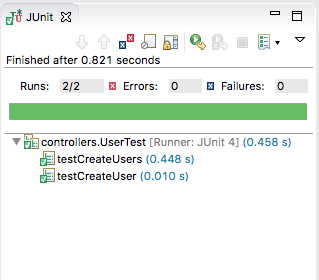 JUnit
Finished after 0.821 seconds
Runs: 2/2 Errors: 0 Failures: 0
controllers.UserTest [Runner: JUnit 4] (0.458 s)
testCreateUsers (0.448 s)
testCreateUser (0.010 s)